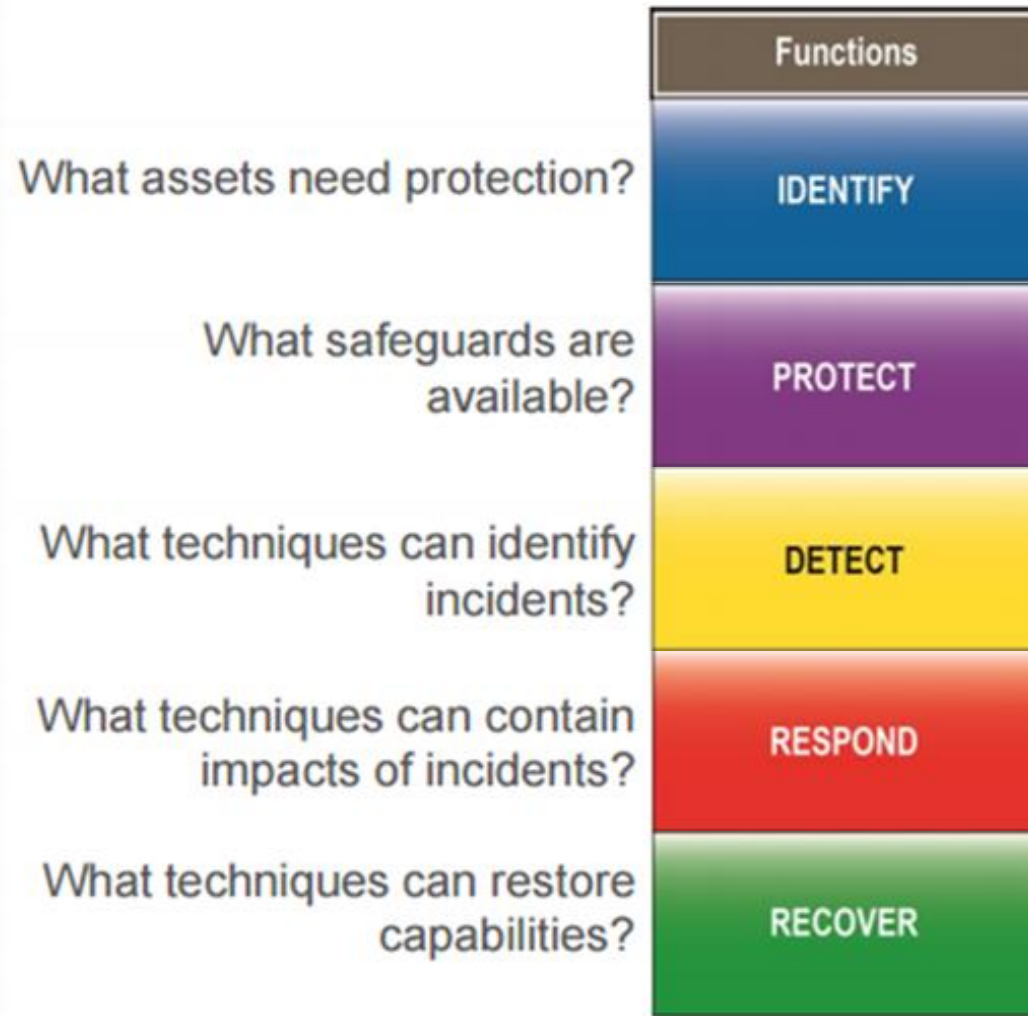 Functions
What assets need protection?
IDENTIFY
What safeguards are
available?
PROTECT
What techniques can identify
incidents?
DETECT
What techniques can contain
impacts of incidents?
RESPOND
What techniques can restore
capabilities?
RECOVER